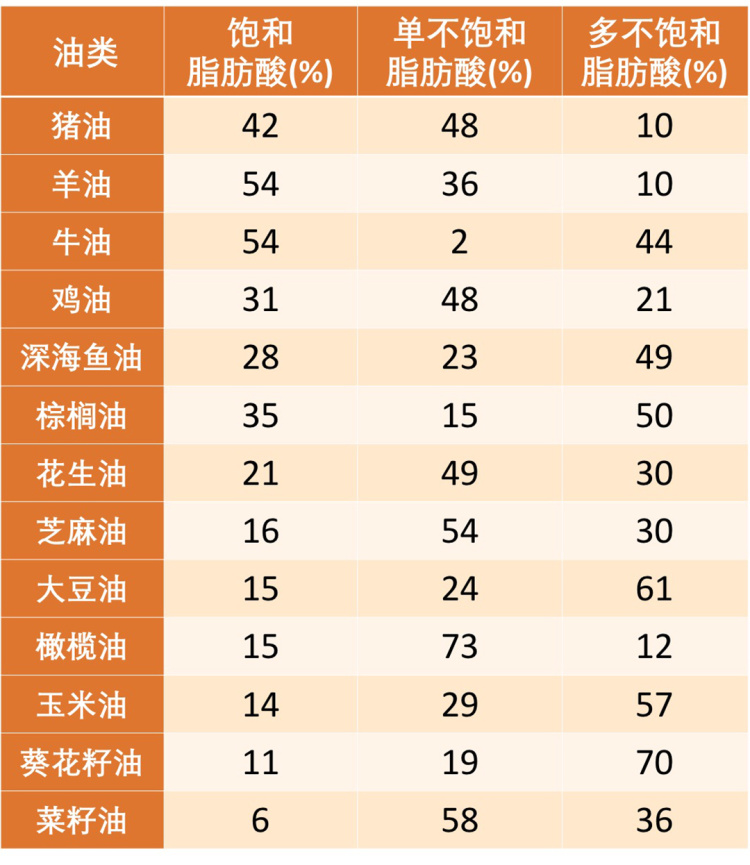 油类 饱和脂肪酸(%) 单不饱和脂肪酸(%) 多不饱和脂肪酸(%)
猪油 42 48 10
羊油 54 36 10
牛油 54 2 44
鸡油 31 48 21
深海鱼油 28 23 49
棕榈油 35 15 50
花生油 21 49 30
芝麻油 16 54 30
大豆油 15 24 61
橄榄油 15 73 12
玉米油 14 29 57
葵花籽油 11 19 70
菜籽油 6 58 36